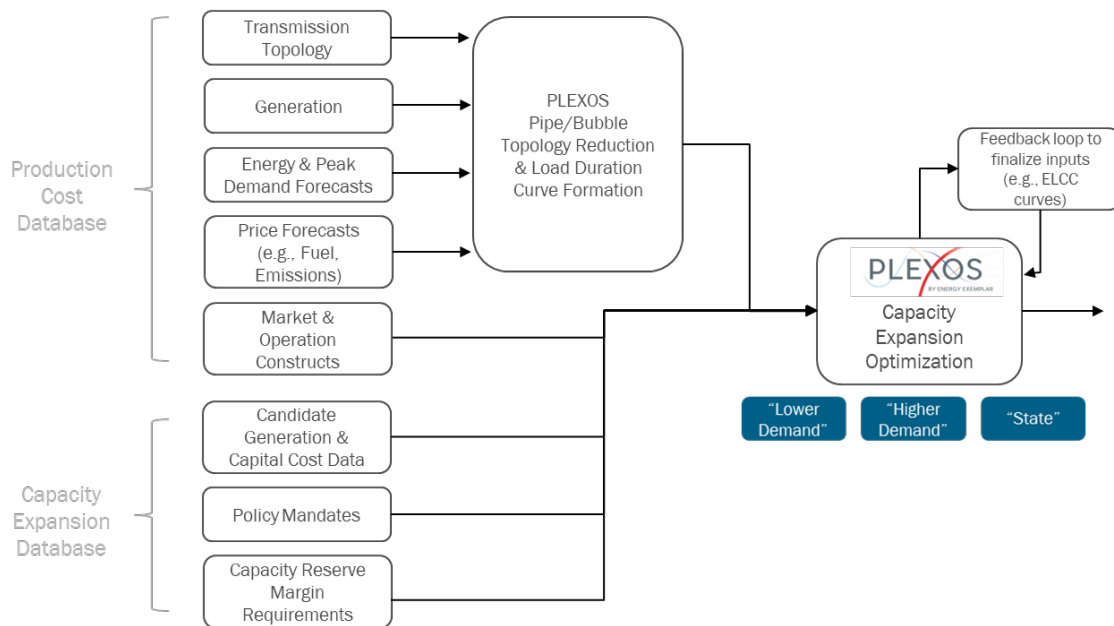 Production
Cost
Database
Transmission
Topology
Generation
Energy & Peak
Demand Forecasts
Price Forecasts
(e.g., Fuel,
Emissions)
Market &
Operation
Constructs
PLEXOS
Pipe/Bubble
Topology Reduction
& Load Duration
Curve Formation
Capacity
Expansion
Database
Candidate
Generation &
Capital Cost Data
Policy Mandates
Capacity Reserve
Margin
Requirements
Feedback loop to
finalize inputs
(e.g., ELCC
curves)
PLEXOS
BY ENERGY EXEMPLAR
Capacity
Expansion
Optimization
“Lower
Demand”
“Higher
Demand”
“State”